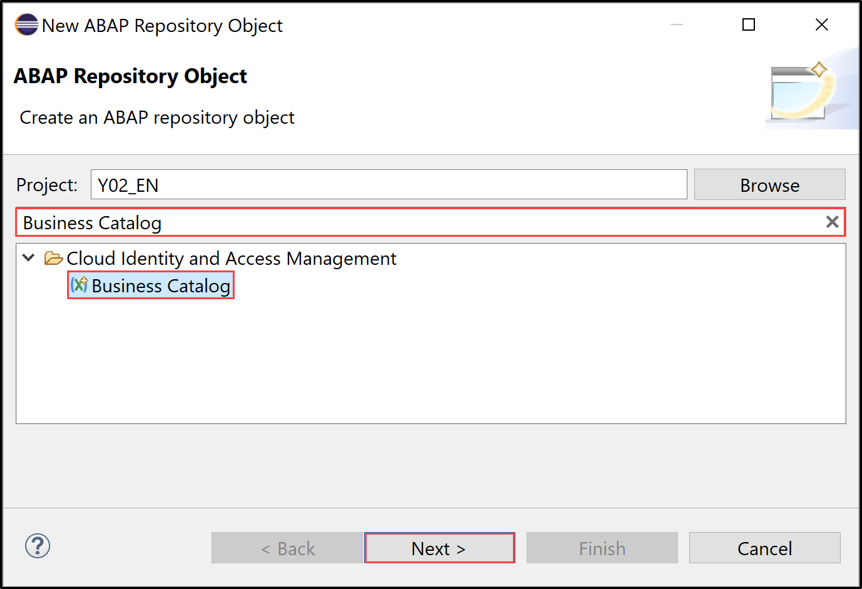 New ABAP Repository Object
ABAP Repository Object
Create an ABAP repository object
Project: Y02_EN Browse
Business Catalog
Cloud Identity and Access Management
Business Catalog
< Back Next > Finish Cancel